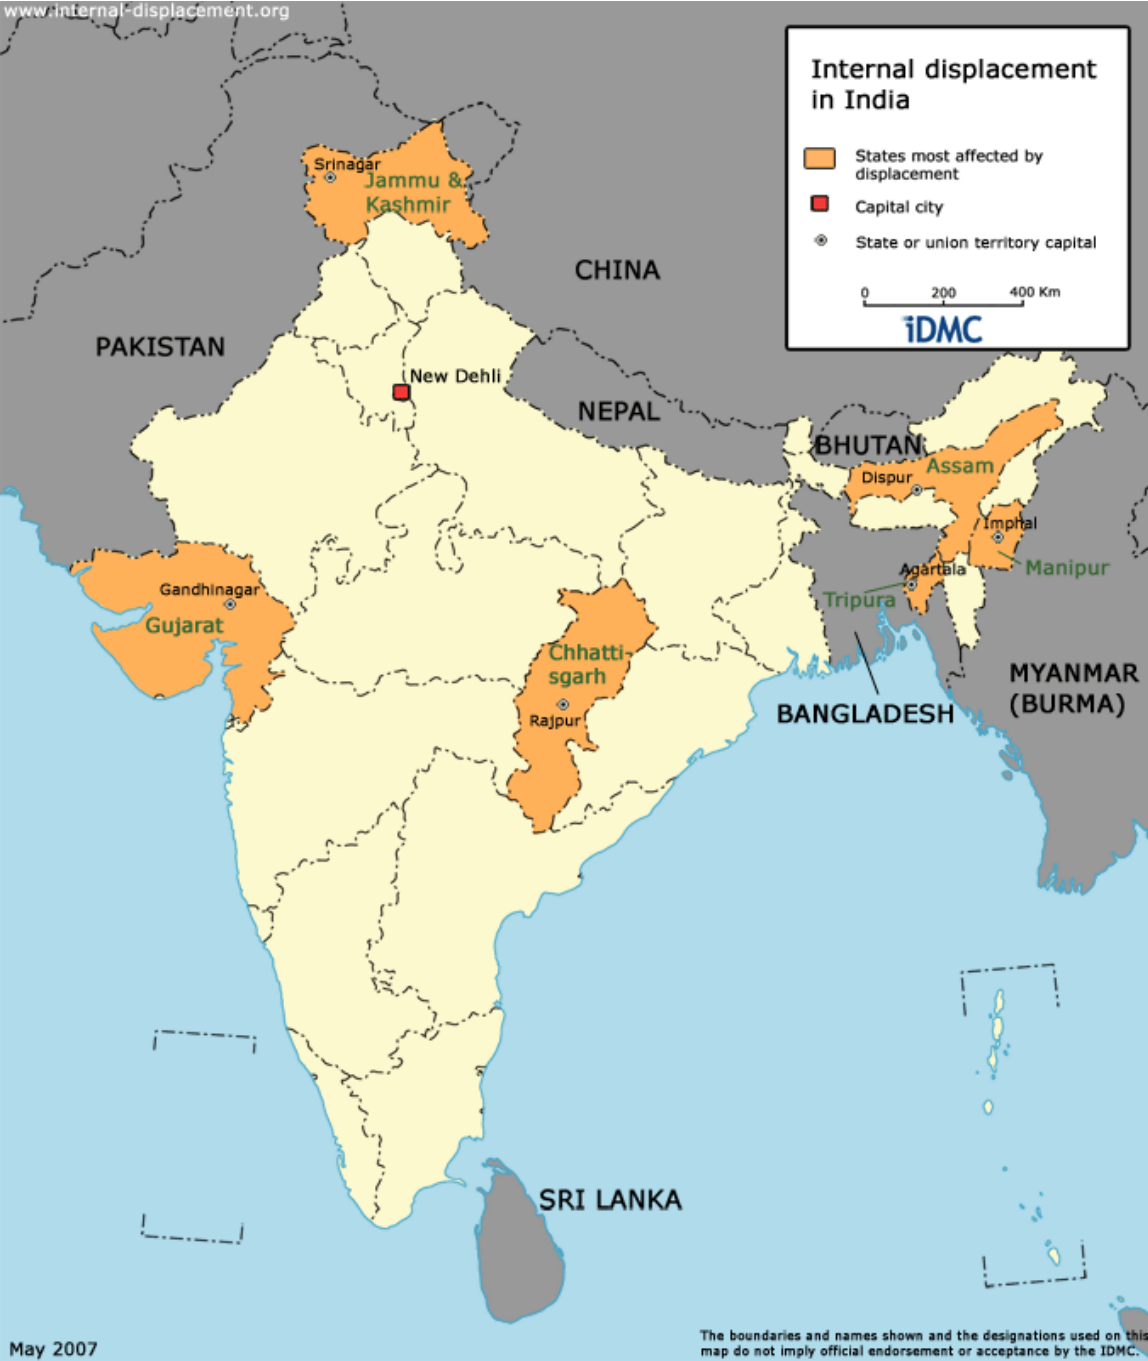 www.internal-displacement.org
Internal displacement
in India
States most affected by
displacement
Capital city
State or union territory capital
0 200 400 Km
iDMC
Srinagar
Jammu &
Kashmir
CHINA
PAKISTAN
New Dehli
NEPAL
BHUTAN
Assam
Dispur
Imphal
Manipur
Agartala
Tripura
Gandhinagar
Gujarat
Chhatti-
sgarh
Rajpur
MYANMAR
(BURMA)
BANGLADESH
SRI LANKA
May 2007
The boundaries and names shown and the designations used on this
map do not imply official endorsement or acceptance by the IDMC.